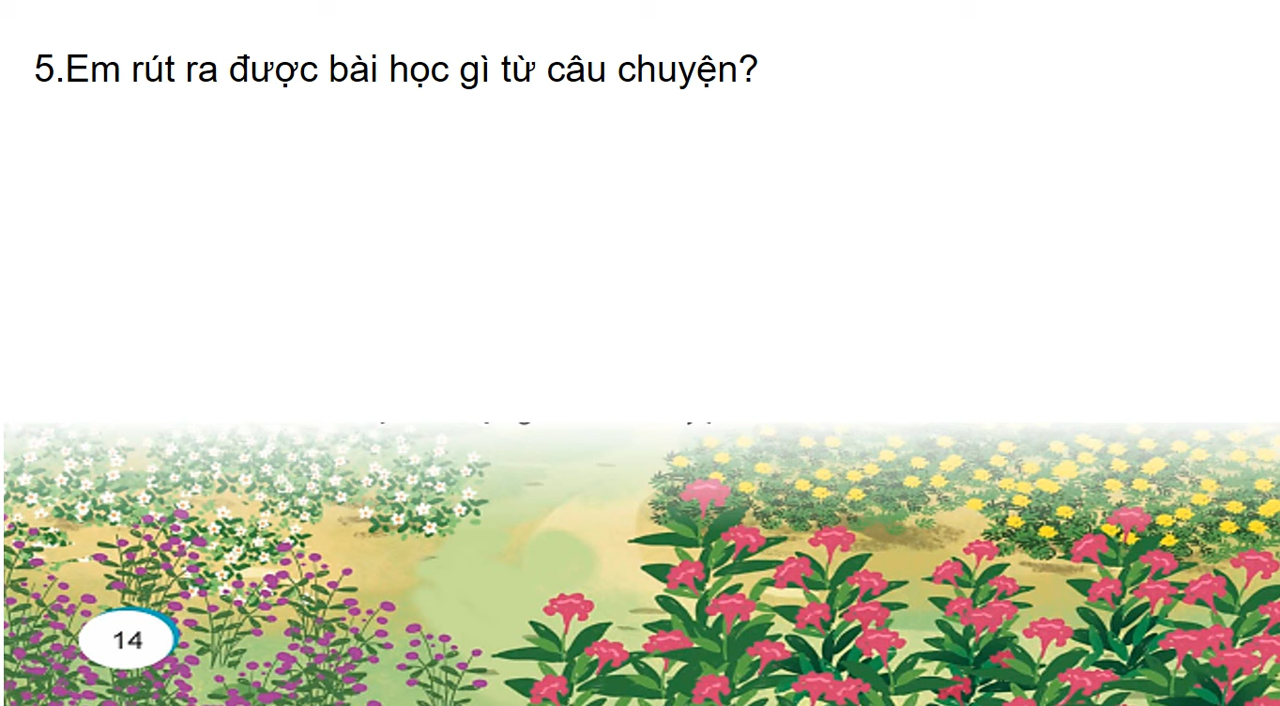 5.Em rút ra được bài học gì từ câu chuyện?
14